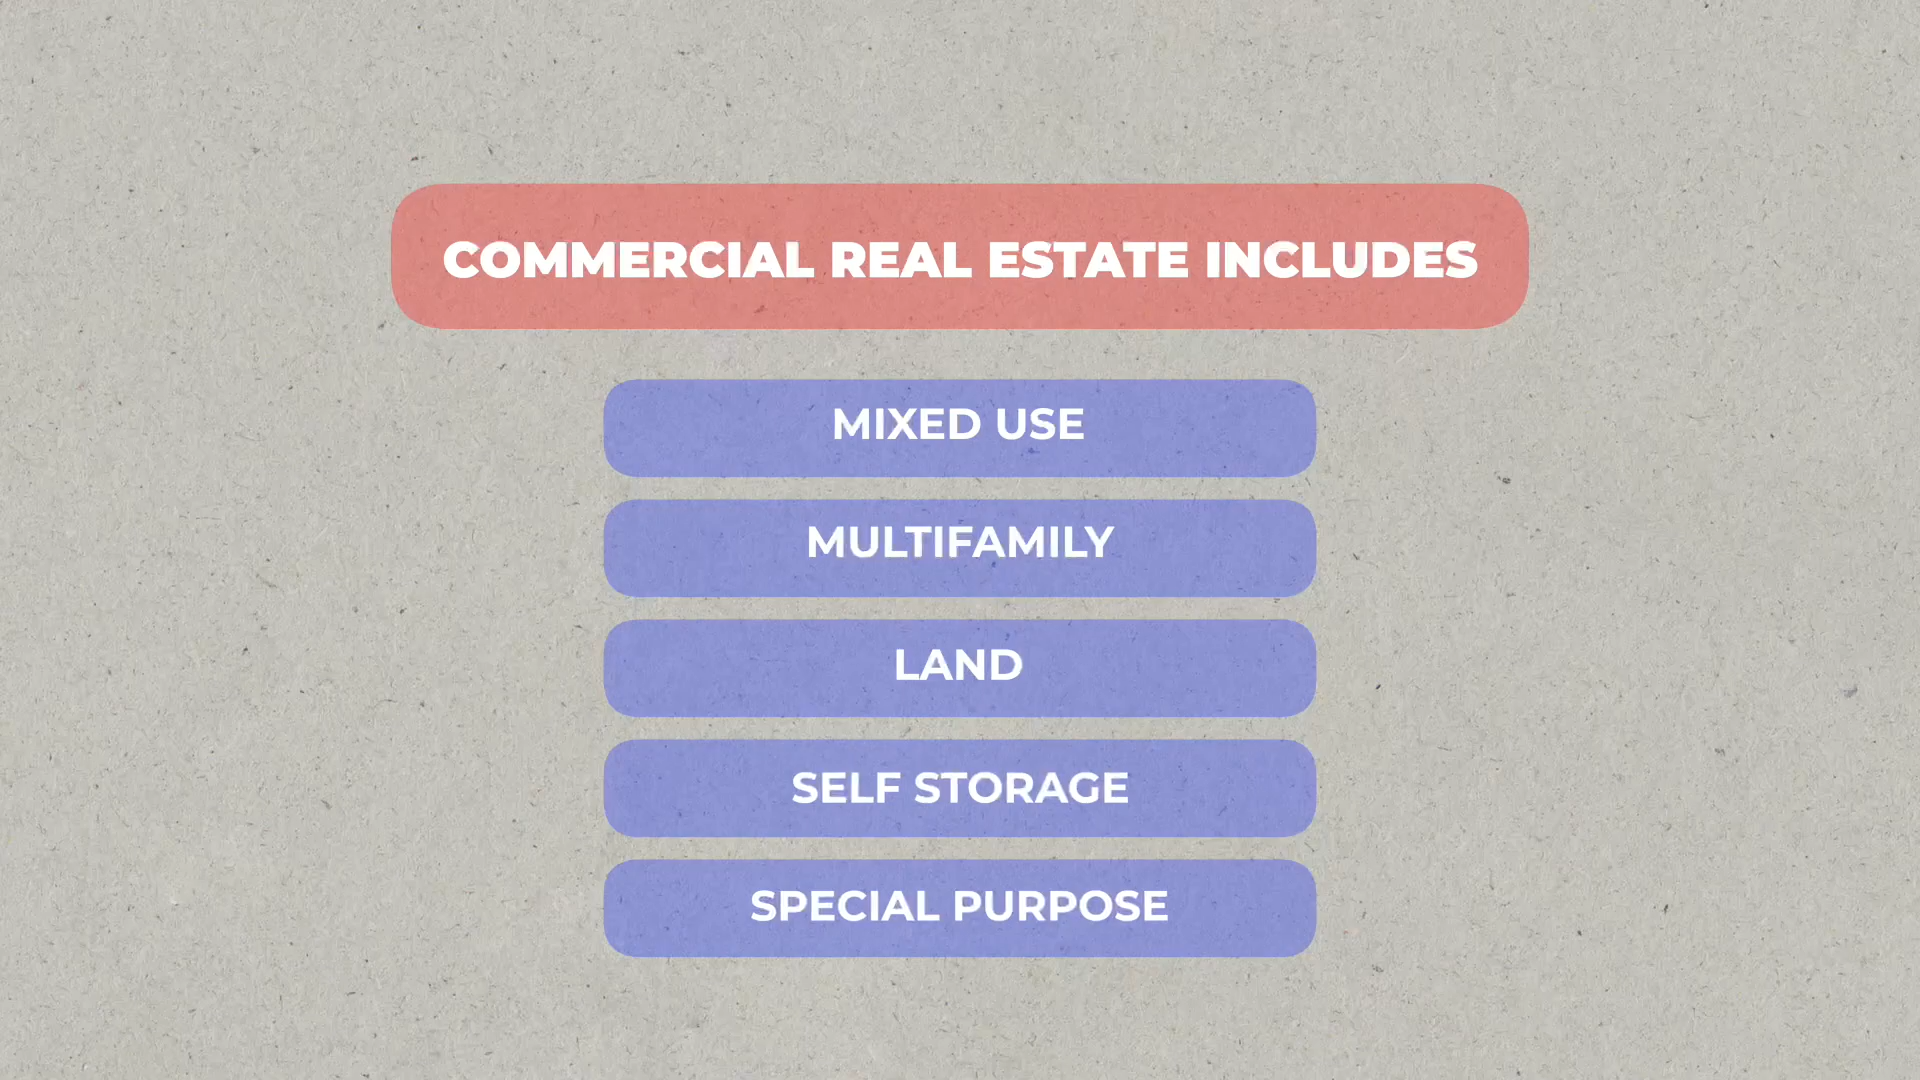 COMMERCIAL REAL ESTATE INCLUDES
MIXED USE
MULTIFAMILY
LAND
SELF STORAGE
SPECIAL PURPOSE